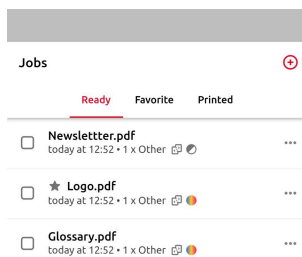 Jobs
Ready Favorite Printed
Newslettter.pdf
today at 12:52 • 1 x Other
Logo.pdf
today at 12:52 • 1 x Other
Glossary.pdf
today at 12:52 • 1 x Other